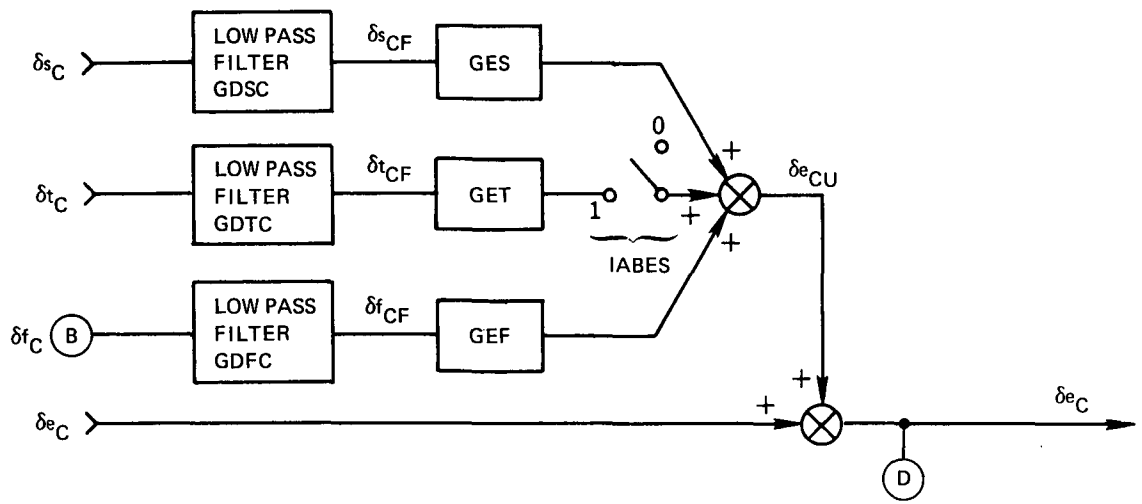 δsC
LOW PASS
FILTER
GDSC
δsCF
GES
+
δtC
LOW PASS
FILTER
GDTC
δtCF
GET
1
0
IABES
+
+
δeCU
δfC
B
LOW PASS
FILTER
GDFC
δfCF
GEF
δeC
+
+
δeC
D